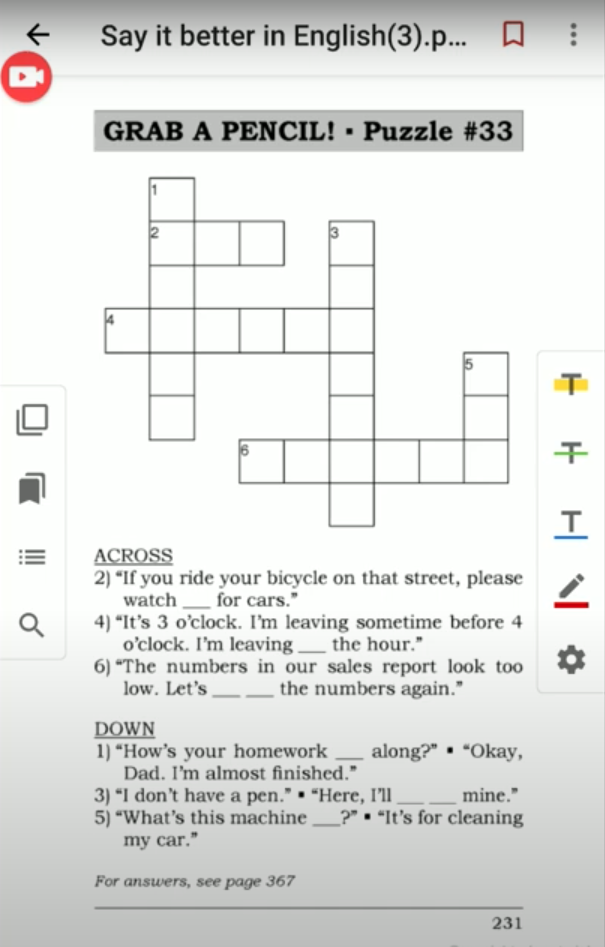 Say it better in English(3).p...
GRAB A PENCIL! ▪ Puzzle #33
1
2
3
4
5
6
ACROSS
2) “If you ride your bicycle on that street, please
watch ___ for cars.”
4) “It’s 3 o’clock. I’m leaving sometime before 4
o’clock. I’m leaving ___ the hour.”
6) “The numbers in our sales report look too
low. Let’s ___ ___ the numbers again.”
DOWN
1) “How’s your homework ___ along?” ▪ “Okay,
Dad. I’m almost finished.”
3) “I don’t have a pen.” ▪ “Here, I’ll ___ ___ mine.”
5) “What’s this machine ___?” ▪ “It’s for cleaning
my car.”
For answers, see page 367
231